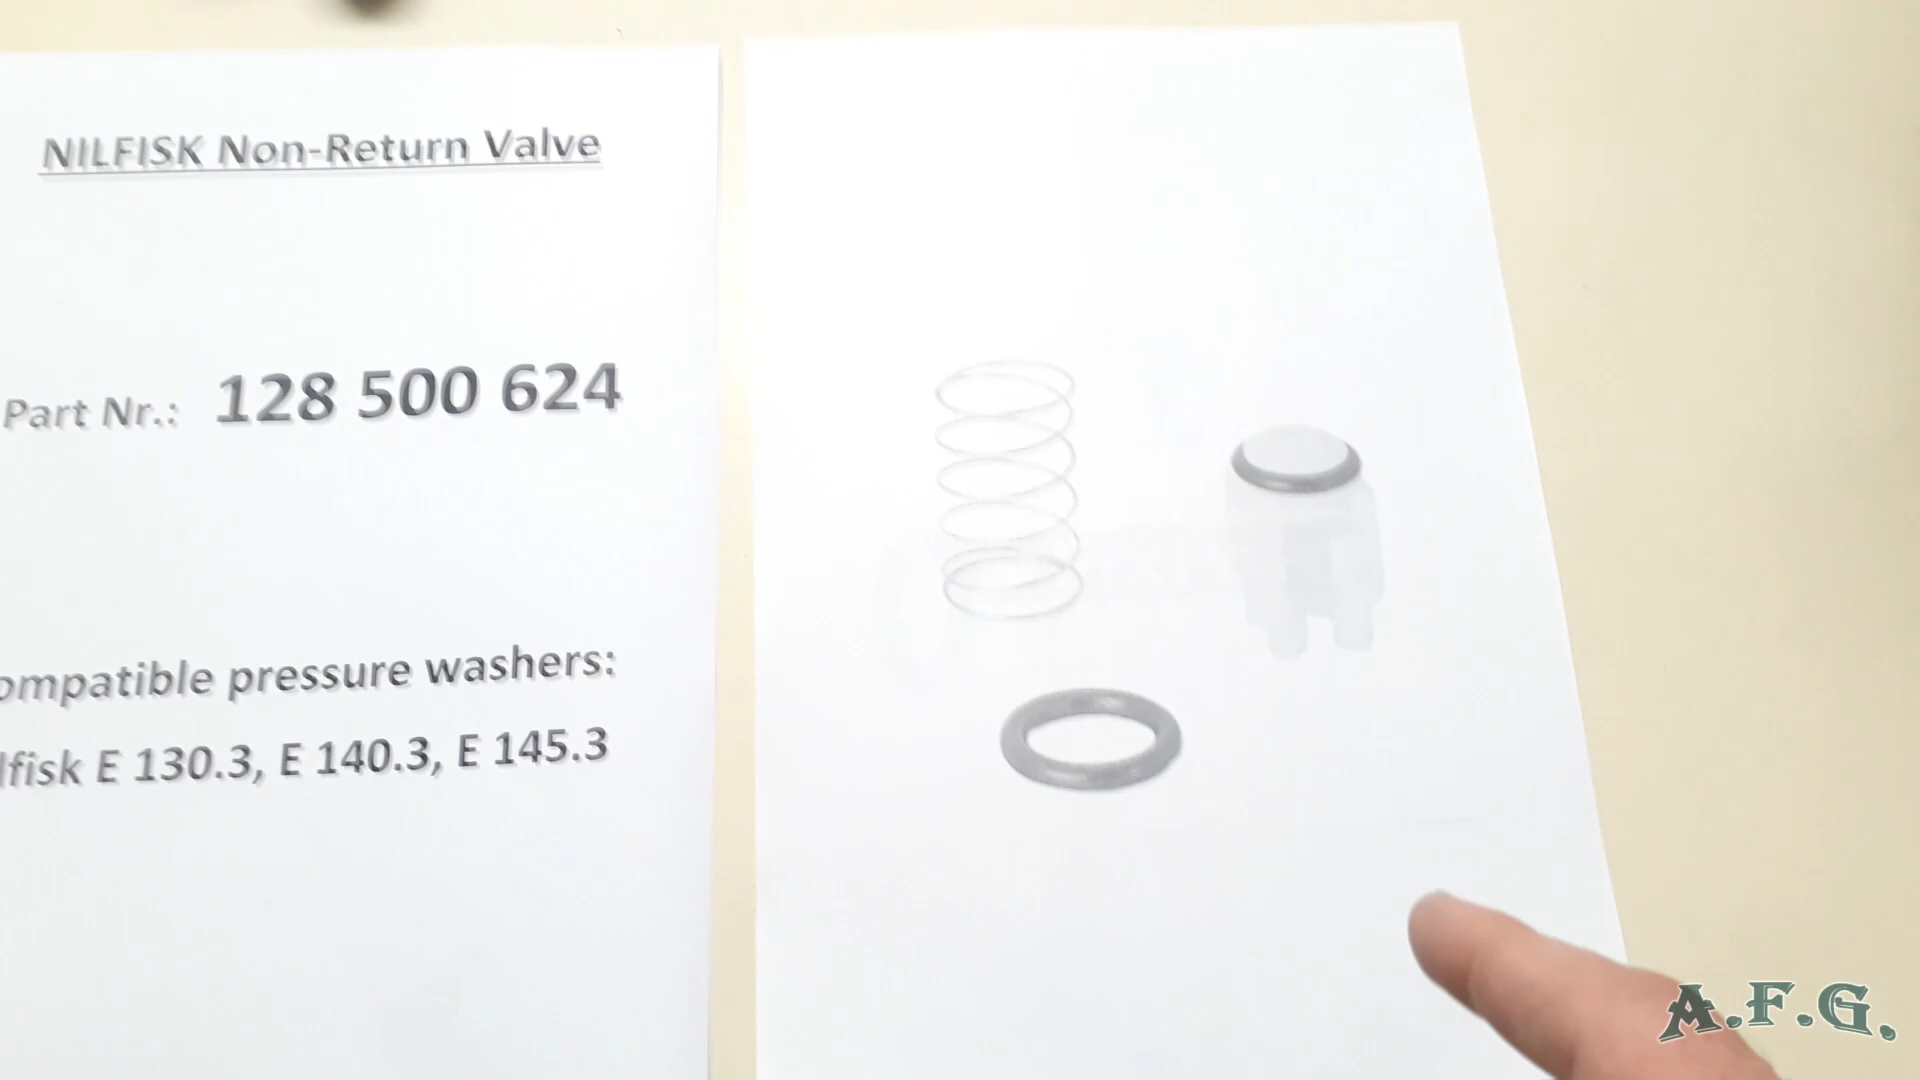 NILFISK Non-Return Valve
Part Nr.: 128 500 624
ompatible pressure washers:
lfisk E 130.3, E 140.3, E 145.3
A.F.G.